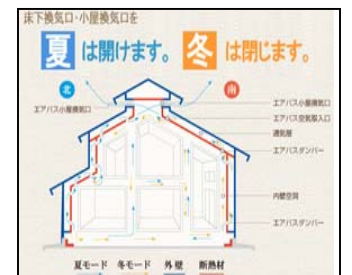 床下換気口・小屋換気口を
夏は開けます。冬は閉じます。
北
南
エアパス小屋換気口
エアパス小屋換気口
エアパス空気取入口
通気層
エアパスダンパー
内壁空洞
エアパスダンパー
夏モード 冬モード 外壁 断熱材